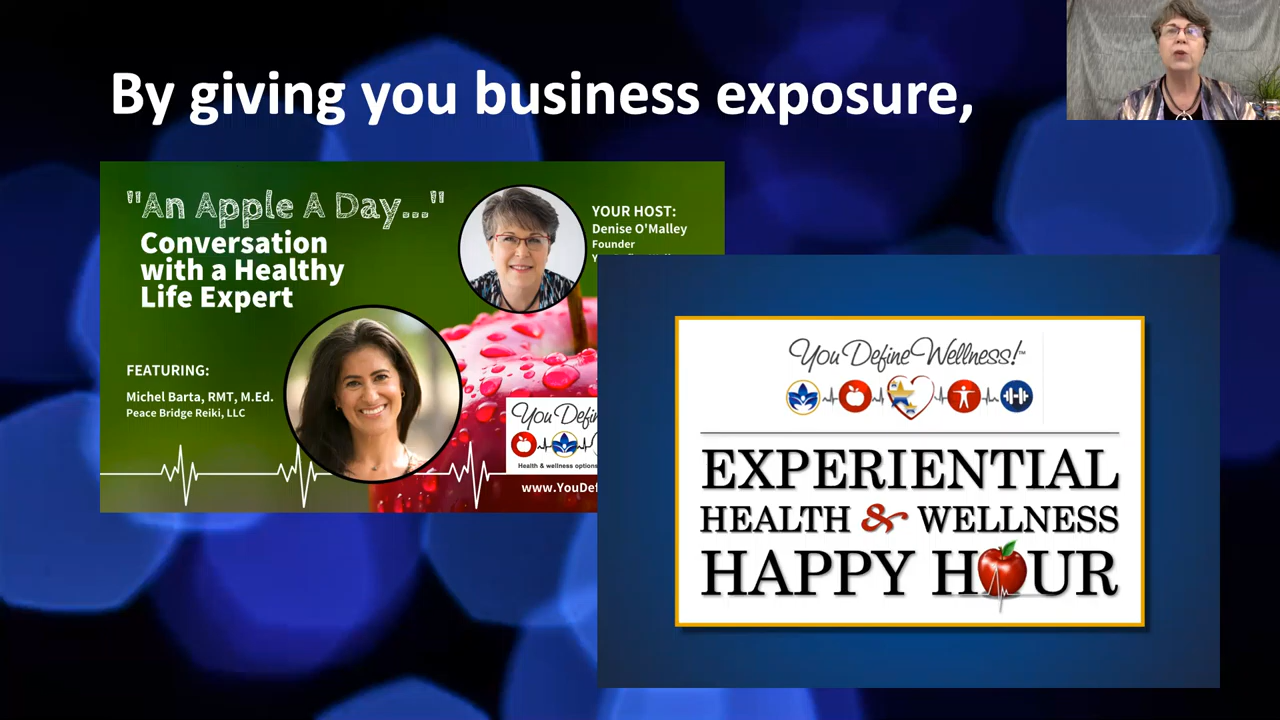 By giving you business exposure,
"An Apple A Day..."
Conversation
with a Healthy
Life Expert
YOUR HOST:
Denise O'Malley
Founder
FEATURING:
Michel Barta, RMT, M.Ed.
Peace Bridge Reiki, LLC
You Defin
Health & wellness options
www.YouDef
You Define Wellness!™
EXPERIENTIAL
HEALTH & WELLNESS
HAPPY HOUR